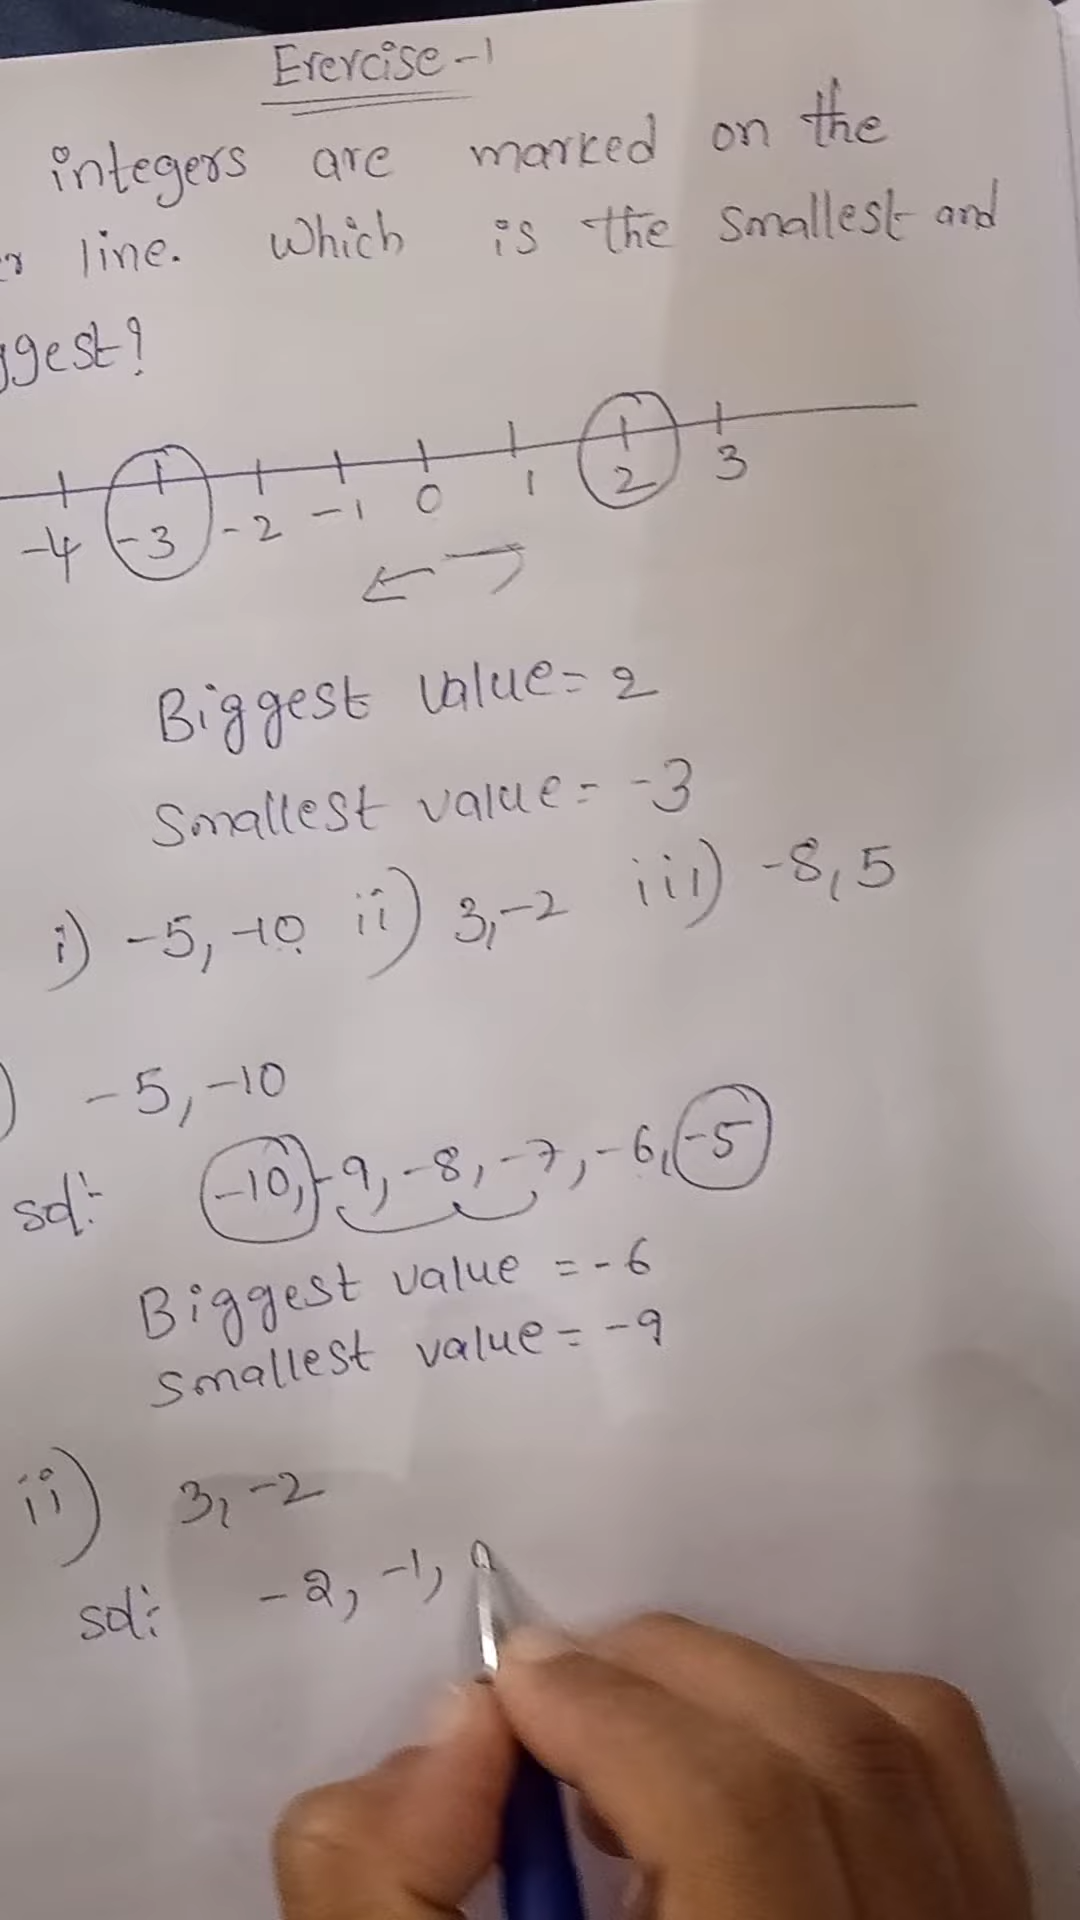 Erercise-1
integers are marked on the
line. Which is the smallest and
gest?
-4 -3 -2 -1 0 1 2 3
Biggest value= 2
Smallest value= -3
i) -5, -10 ii) 3,-2 iii) -8,5
) -5, -10
sol:- -10, -9, -8, -7, -6, -5
Biggest value = -6
Smallest value= -9
ii) 3, -2
sol: -2, -1,